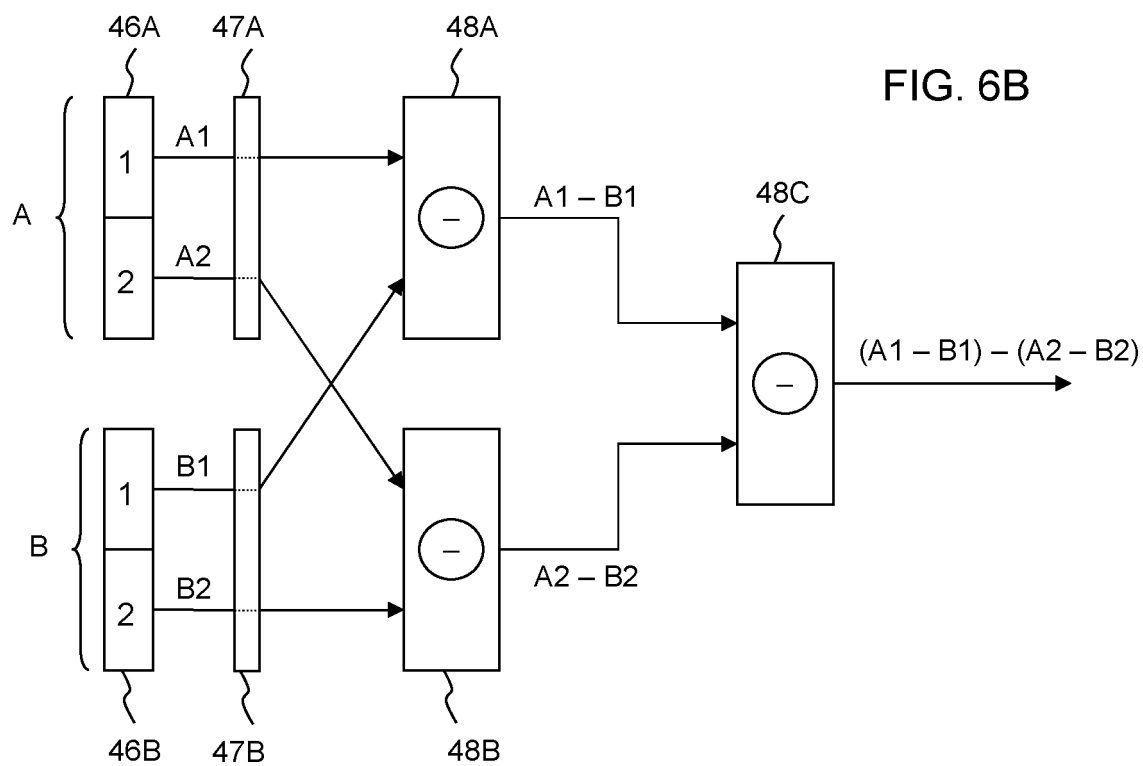 46A
47A
48A
FIG. 6B
A
1
A1
2
A2
–
A1 – B1
48C
–
(A1 – B1) – (A2 – B2)
B
1
B1
2
B2
–
A2 – B2
46B
47B
48B